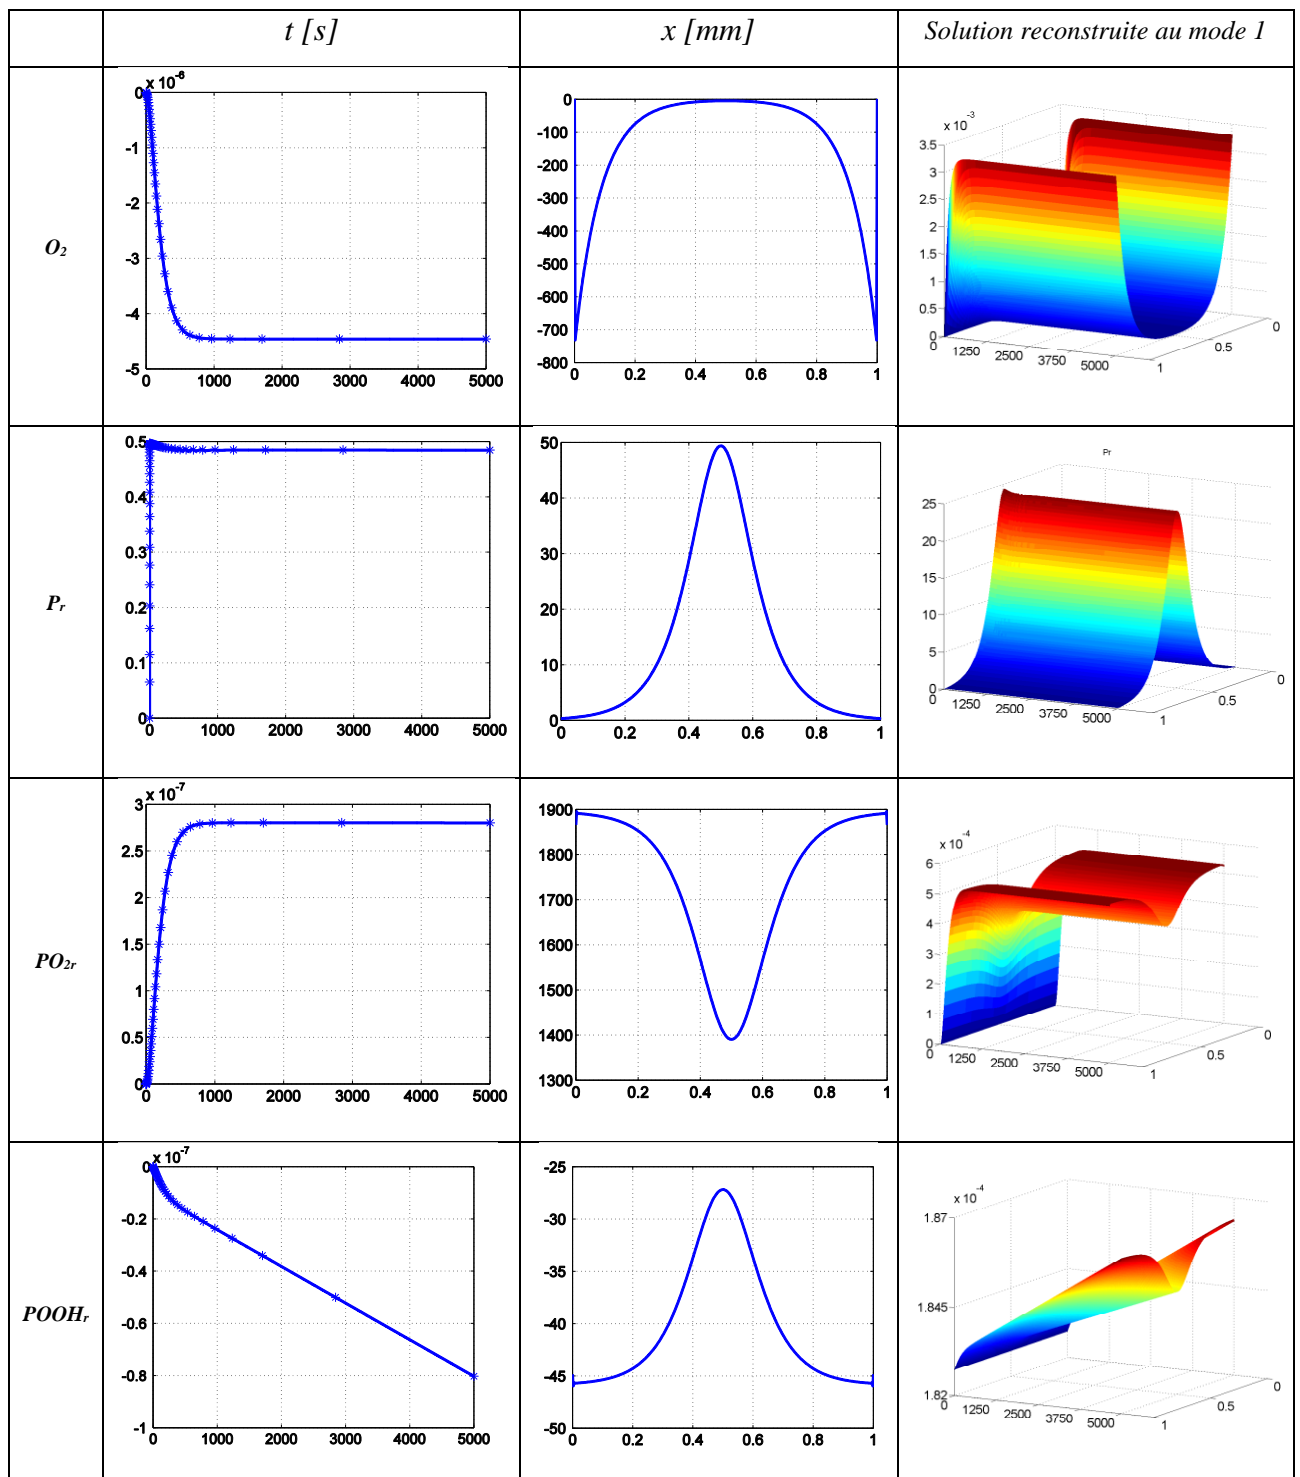 t [s] x [mm] Solution reconstruite au mode 1
O2
x 10^-6
0
-1
-2
-3
-4
-5
0 1000 2000 3000 4000 5000
0
-100
-200
-300
-400
-500
-600
-700
-800
0 0.2 0.4 0.6 0.8 1
x 10^-3
3.5
3
2.5
2
1.5
1
0.5
0
0 1250 2500 3750 5000
1 0.5 0
Pr
0.5
0.4
0.3
0.2
0.1
0
0 1000 2000 3000 4000 5000
50
40
30
20
10
0
0 0.2 0.4 0.6 0.8 1
Pr
25
20
15
10
5
0
0 1250 2500 3750 5000
1 0.5 0
PO2r
x 10^-7
3
2.5
2
1.5
1
0.5
0
0 1000 2000 3000 4000 5000
1900
1800
1700
1600
1500
1400
1300
0 0.2 0.4 0.6 0.8 1
x 10^-4
6
5
4
3
2
1
0
0 1250 2500 3750 5000
1 0.5 0
POOHr
x 10^-7
0
-0.2
-0.4
-0.6
-0.8
-1
0 1000 2000 3000 4000 5000
-25
-30
-35
-40
-45
-50
0 0.2 0.4 0.6 0.8 1
x 10^-4
1.87
1.845
1.82
0 1250 2500 3750 5000
1 0.5 0